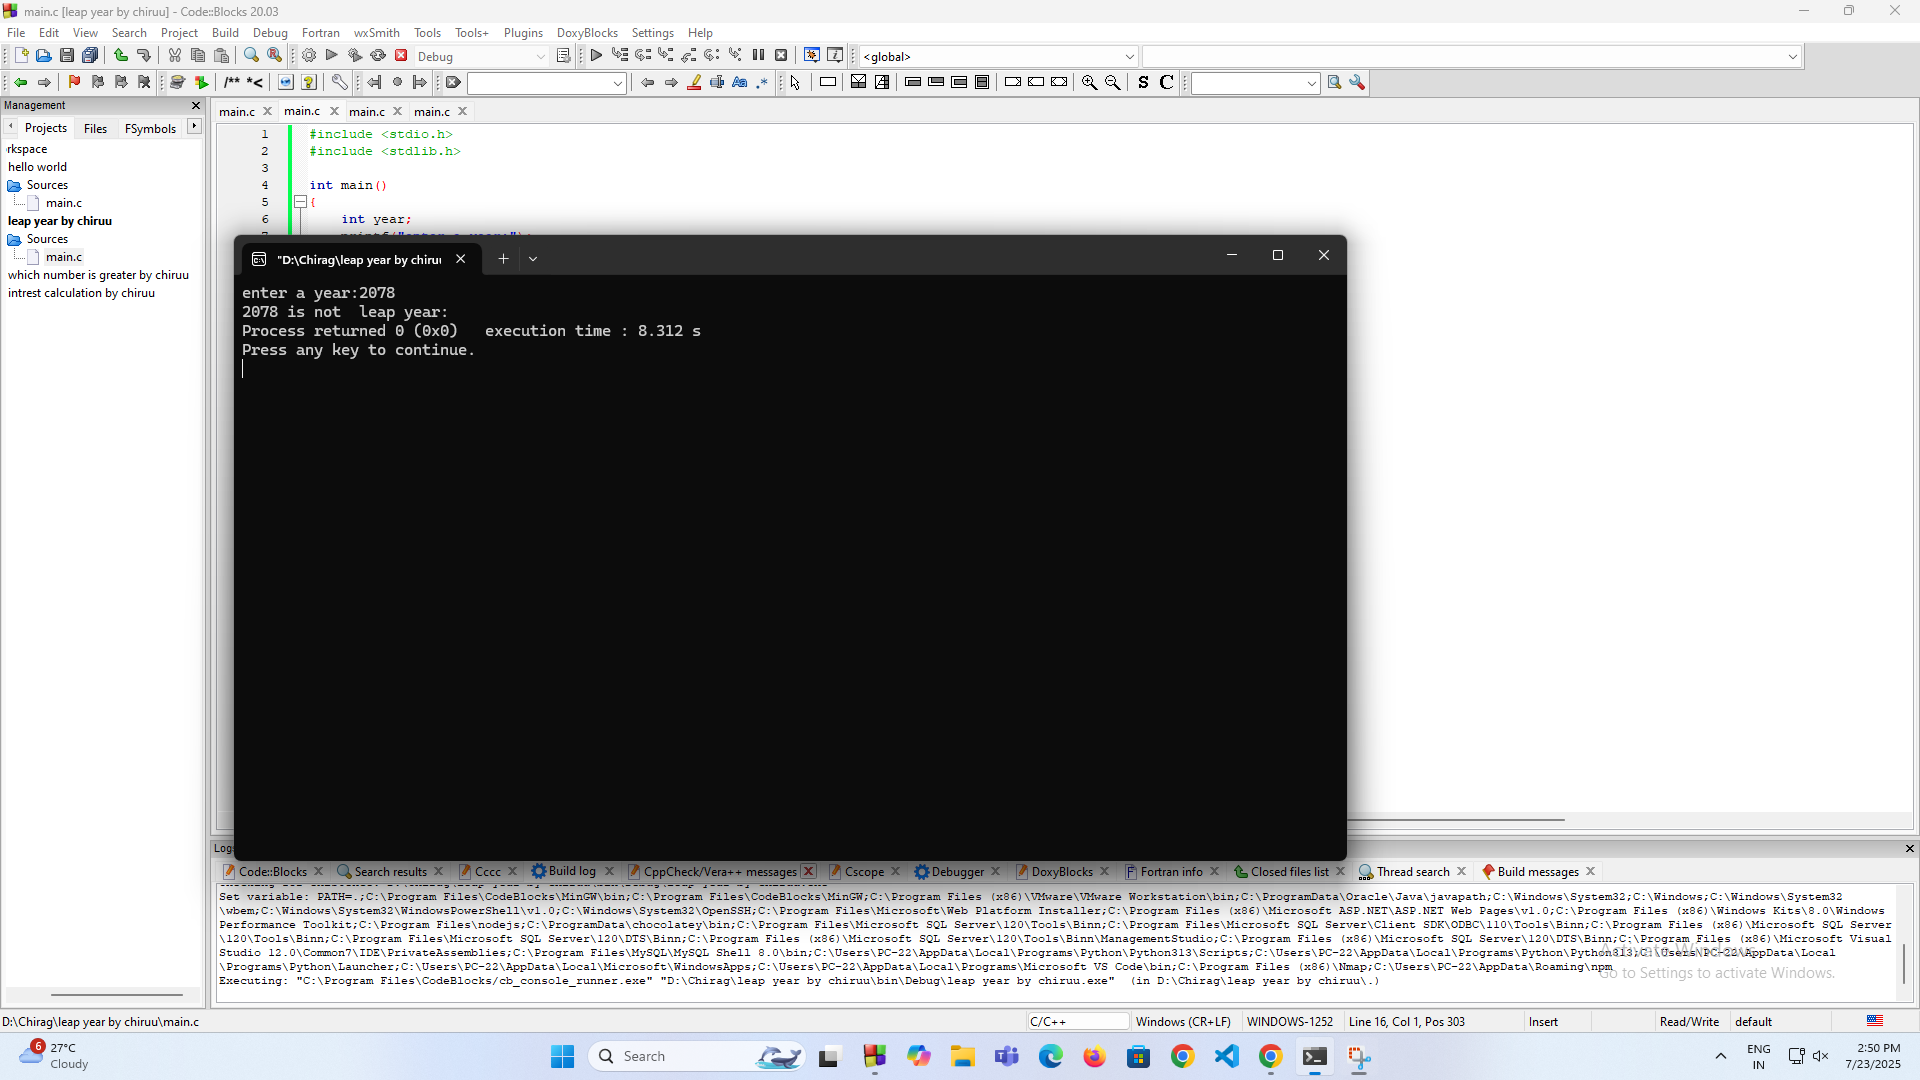 main.c [leap year by chiruu] - Code::Blocks 20.03
File Edit View Search Project Build Debug Fortran wxSmith Tools Tools+ Plugins DoxyBlocks Settings Help
Debug
<global>
/** *<
Aa .*
S C
Management
Projects Files FSymbols
main.c main.c main.c main.c
rkspace
hello world
Sources
main.c
leap year by chiruu
Sources
main.c
which number is greater by chiruu
intrest calculation by chiruu
1 #include <stdio.h>
2 #include <stdlib.h>
3
4 int main()
5 {
6 int year;
"D:\Chirag\leap year by chiru
enter a year:2078
2078 is not  leap year:
Process returned 0 (0x0)   execution time : 8.312 s
Press any key to continue.
Logs
Code::Blocks Search results Cccc Build log CppCheck/Vera++ messages Cscope Debugger DoxyBlocks Fortran info Closed files list Thread search Build messages
Set variable: PATH=.;C:\Program Files\CodeBlocks\MinGW\bin;C:\Program Files\CodeBlocks\MinGW;C:\Program Files (x86)\VMware\VMware Workstation\bin;C:\ProgramData\Oracle\Java\javapath;C:\Windows\System32;C:\Windows;C:\Windows\System32
\wbem;C:\Windows\System32\WindowsPowerShell\v1.0;C:\Windows\System32\OpenSSH;C:\Program Files\Microsoft\Web Platform Installer;C:\Program Files (x86)\Microsoft ASP.NET\ASP.NET Web Pages\v1.0;C:\Program Files (x86)\Windows Kits\8.0\Windows
Performance Toolkit;C:\Program Files\nodejs;C:\ProgramData\chocolatey\bin;C:\Program Files\Microsoft SQL Server\120\Tools\Binn;C:\Program Files\Microsoft SQL Server\Client SDK\ODBC\110\Tools\Binn;C:\Program Files (x86)\Microsoft SQL Server
\120\Tools\Binn;C:\Program Files\Microsoft SQL Server\120\DTS\Binn;C:\Program Files (x86)\Microsoft SQL Server\120\Tools\Binn\ManagementStudio;C:\Program Files (x86)\Microsoft SQL Server\120\DTS\Binn;C:\Program Files (x86)\Microsoft Visual
Studio 12.0\Common7\IDE\PrivateAssemblies;C:\Program Files\MySQL\MySQL Shell 8.0\bin;C:\Users\PC-22\AppData\Local\Programs\Python\Python313\Scripts;C:\Users\PC-22\AppData\Local\Programs\Python\Python313;C:\Users\PC-22\AppData\Local
\Programs\Python\Launcher;C:\Users\PC-22\AppData\Local\Microsoft\WindowsApps;C:\Users\PC-22\AppData\Local\Programs\Microsoft VS Code\bin;C:\Program Files (x86)\Nmap;C:\Users\PC-22\AppData\Roaming\npm
Executing: "C:\Program Files\CodeBlocks/cb_console_runner.exe" "D:\Chirag\leap year by chiruu\bin\Debug\leap year by chiruu.exe"  (in D:\Chirag\leap year by chiruu\.)
Activate Windows
Go to Settings to activate Windows.
D:\Chirag\leap year by chiruu\main.c C/C++ Windows (CR+LF) WINDOWS-1252 Line 16, Col 1, Pos 303 Insert Read/Write default
6
27°C
Cloudy
Search
ENG
IN
2:50 PM
7/23/2025